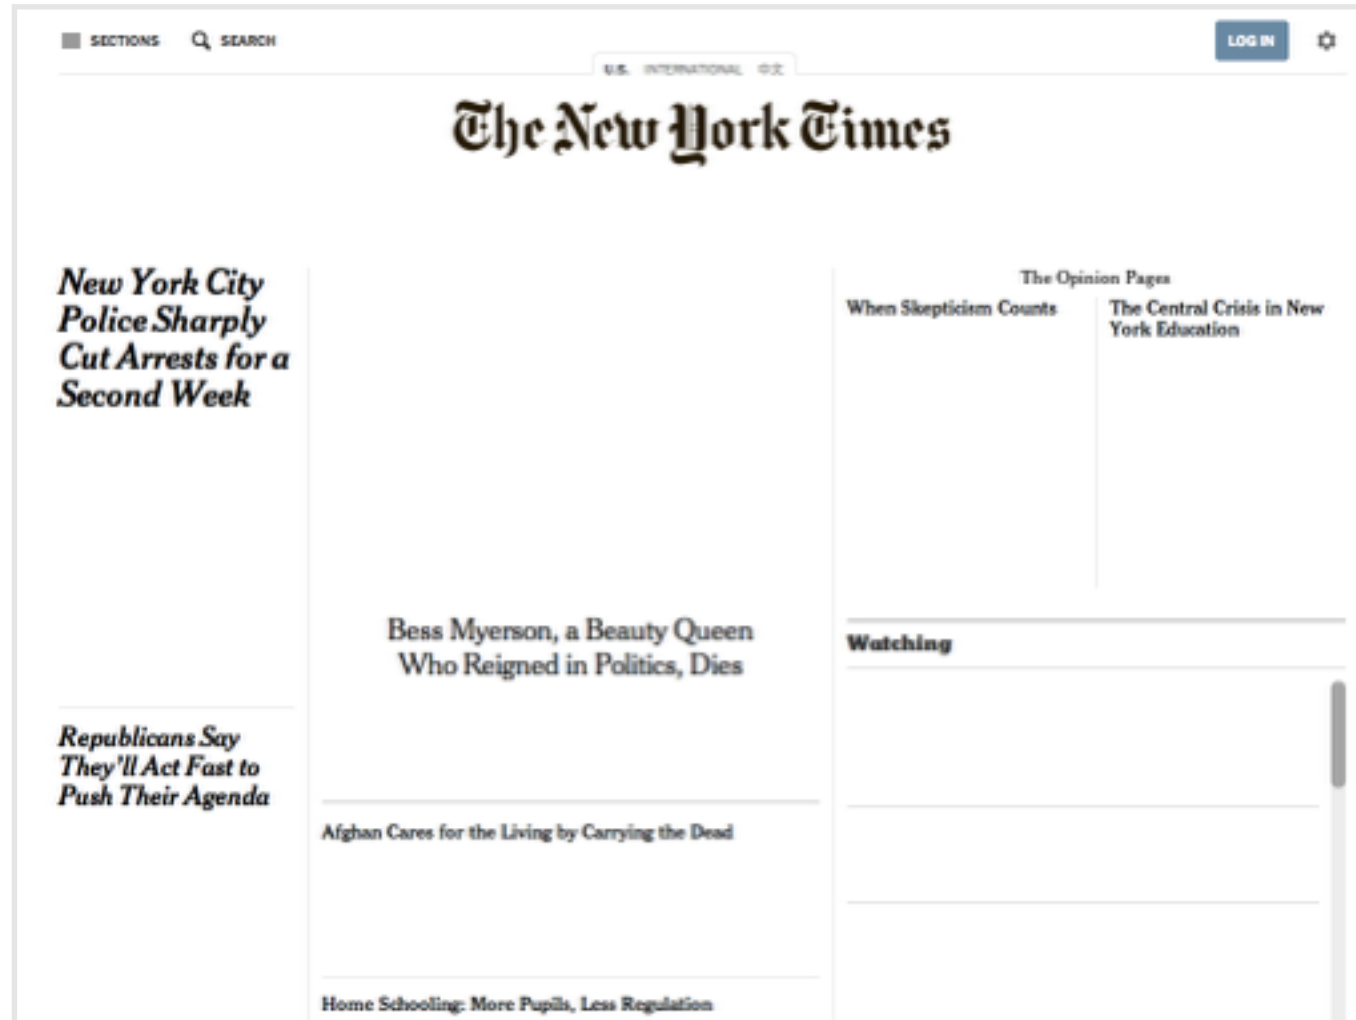 SECTIONS
SEARCH
LOG IN
U.S. INTERNATIONAL 中文
The New York Times
New York City
Police Sharply
Cut Arrests for a
Second Week
Republicans Say
They'll Act Fast to
Push Their Agenda
Bess Myerson, a Beauty Queen
Who Reigned in Politics, Dies
Afghan Cares for the Living by Carrying the Dead
Home Schooling: More Pupils, Less Regulation
The Opinion Pages
When Skepticism Counts
The Central Crisis in New
York Education
Watching